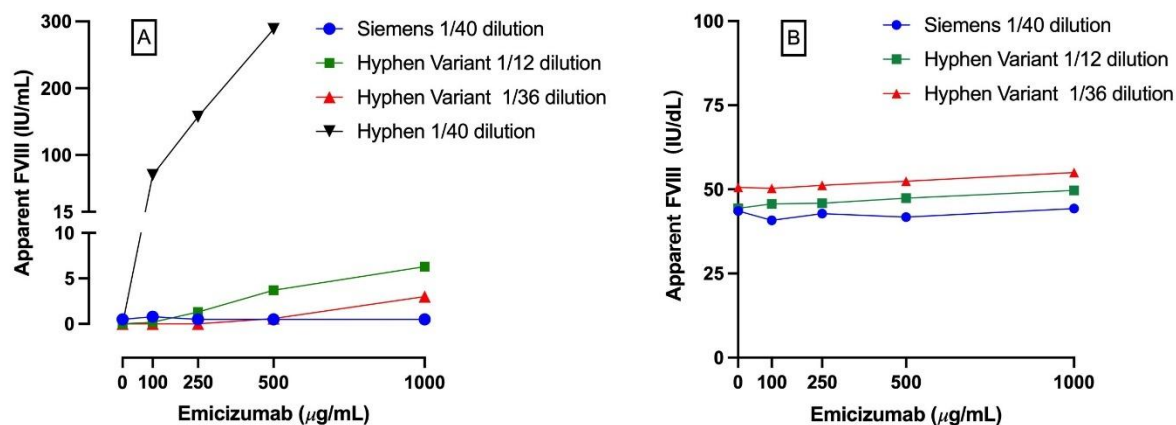 A
Apparent FVIII (IU/mL)
300
200
100
15
10
5
0
0 100 250 500 1000
Emicizumab (μg/mL)
Siemens 1/40 dilution
Hyphen Variant 1/12 dilution
Hyphen Variant 1/36 dilution
Hyphen 1/40 dilution
B
Apparent FVIII (IU/dL)
100
75
50
25
0
0 100 250 500 1000
Emicizumab (μg/mL)
Siemens 1/40 dilution
Hyphen Variant 1/12 dilution
Hyphen Variant 1/36 dilution